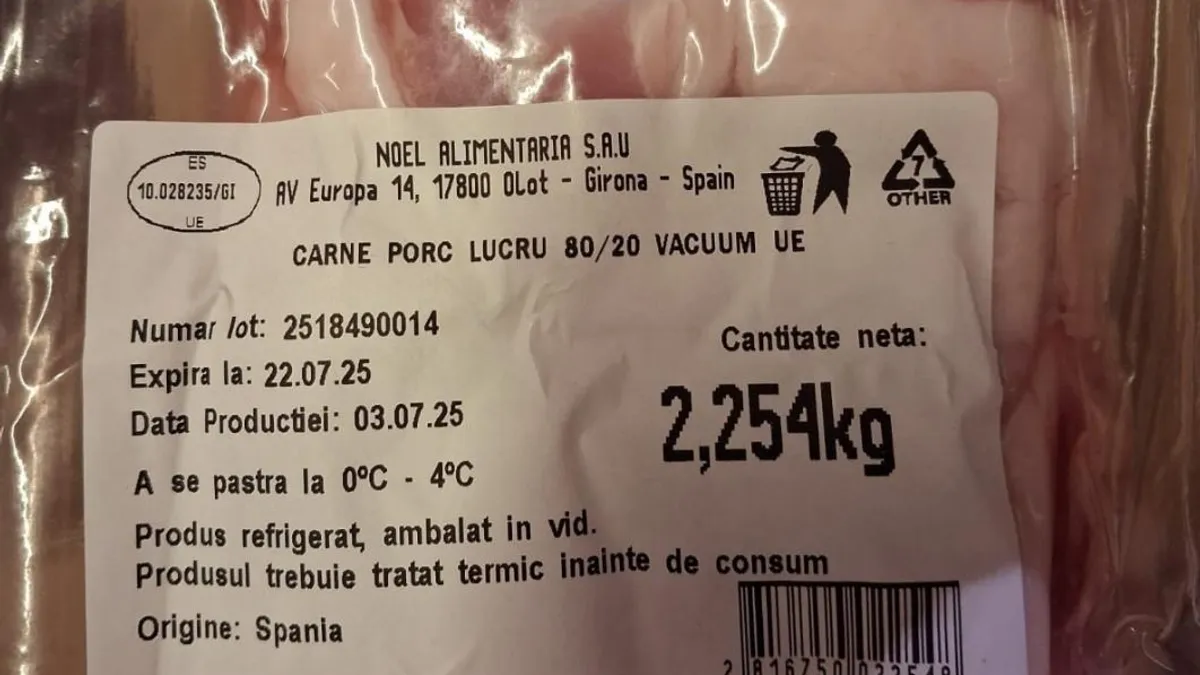 ES
10.028235/GI
UE
NOEL ALIMENTARIA S.A.U
AV Europa 14, 17800 OLot - Girona - Spain
7
OTHER
CARNE PORC LUCRU 80/20 VACUUM UE
Numar lot: 2518490014
Expira la: 22.07.25
Data Productiei: 03.07.25
A se pastra la 0ºC - 4ºC
Cantitate neta:
2,254kg
Produs refrigerat, ambalat in vid.
Produsul trebuie tratat termic inainte de consum
Origine: Spania